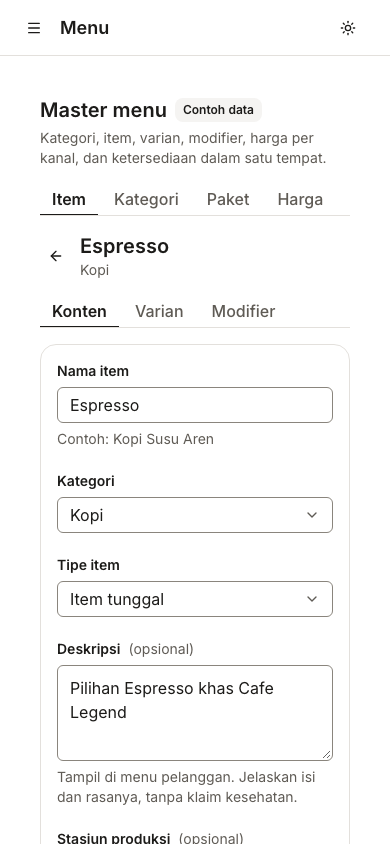 Menu
Master menu Contoh data
Kategori, item, varian, modifier, harga per
kanal, dan ketersediaan dalam satu tempat.
Item Kategori Paket Harga
Espresso
Kopi
Konten Varian Modifier
Nama item
Espresso
Contoh: Kopi Susu Aren
Kategori
Kopi
Tipe item
Item tunggal
Deskripsi (opsional)
Pilihan Espresso khas Cafe
Legend
Tampil di menu pelanggan. Jelaskan isi
dan rasanya, tanpa klaim kesehatan.
Stasiun produksi (opsional)